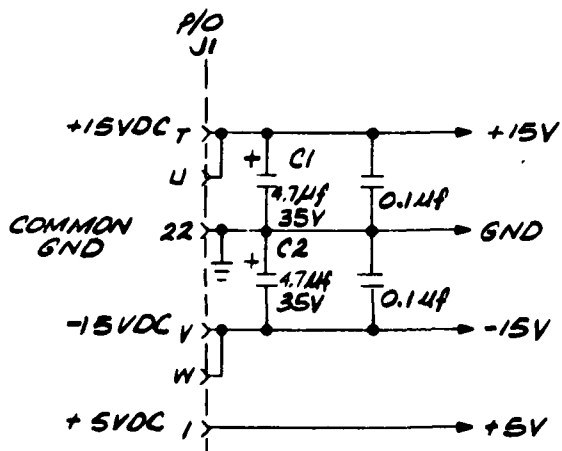 P/O
J1
+15VDC T
+15V
+ C1
U
4.7µf
35V
0.1µf
COMMON
GND
22
GND
+ C2
4.7µf
35V
0.1µf
-15VDC V
-15V
W
+5VDC 1
+5V